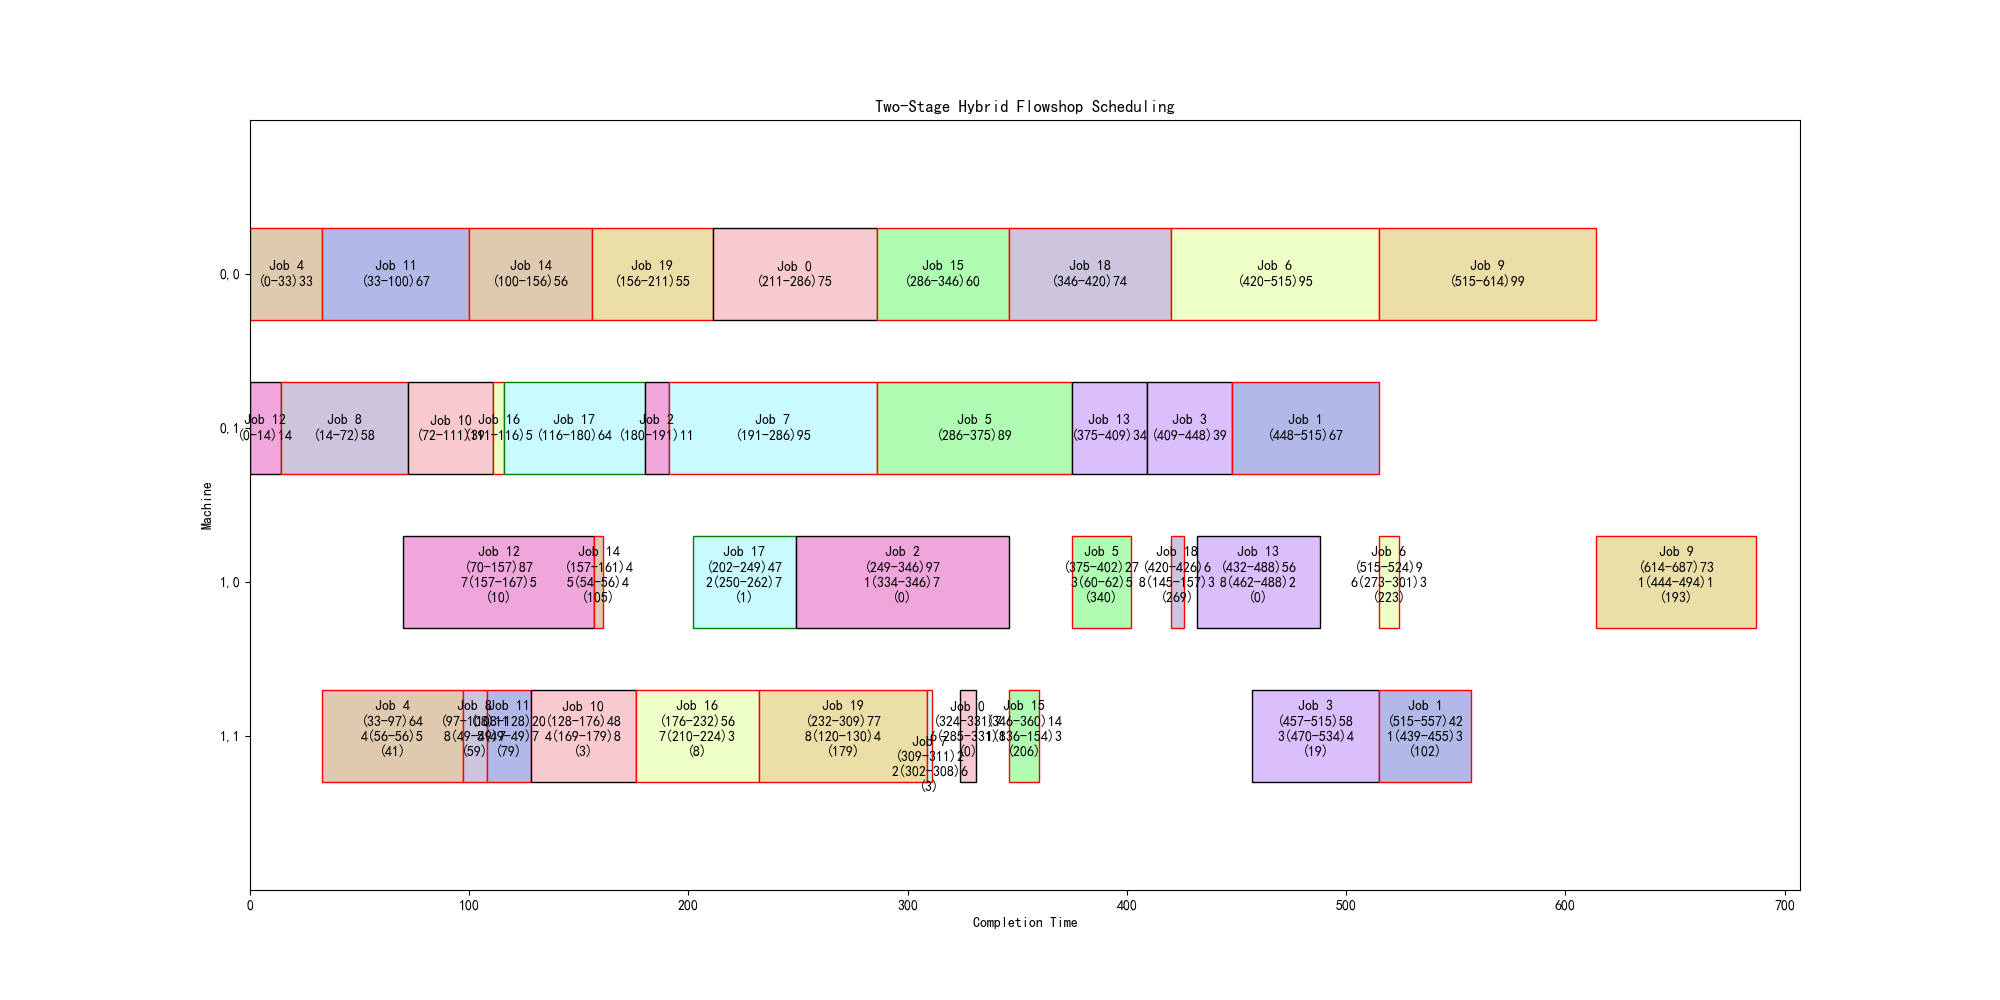 Two-Stage Hybrid Flowshop Scheduling
Machine
0,0
Job 4
(0-33)33
Job 11
(33-100)67
Job 14
(100-156)56
Job 19
(156-211)55
Job 0
(211-286)75
Job 15
(286-346)60
Job 18
(346-420)74
Job 6
(420-515)95
Job 9
(515-614)99
0,1
Job 12
(0-14)14
Job 8
(14-72)58
Job 10
(72-111)39
Job 16
(111-116)5
Job 17
(116-180)64
Job 2
(180-191)11
Job 7
(191-286)95
Job 5
(286-375)89
Job 13
(375-409)34
Job 3
(409-448)39
Job 1
(448-515)67
1,0
Job 12
(70-157)87
7(157-167)5
(10)
Job 14
(157-161)4
5(54-56)4
(105)
Job 17
(202-249)47
2(250-262)7
(1)
Job 2
(249-346)97
1(334-346)7
(0)
Job 5
(375-402)27
3(60-62)5
(340)
Job 18
(420-426)6
8(145-157)3
(269)
Job 13
(432-488)56
8(462-488)2
(0)
Job 6
(515-524)9
6(273-301)3
(223)
Job 9
(614-687)73
1(444-494)1
(193)
1,1
Job 4
(33-97)64
4(56-56)5
(41)
Job 8
(97-108)11
(59)
Job 11
(108-128)20
(79)
Job 10
(128-176)48
4(169-179)8
(3)
Job 16
(176-232)56
7(210-224)3
(8)
Job 19
(232-309)77
8(120-130)4
(179)
Job 7
(309-311)2
2(302-308)6
(3)
Job 0
(324-331)7
(0)
Job 15
(346-360)14
(206)
Job 3
(457-515)58
3(470-534)4
(19)
Job 1
(515-557)42
1(439-455)3
(102)
0
100
200
300
400
500
600
700
Completion Time